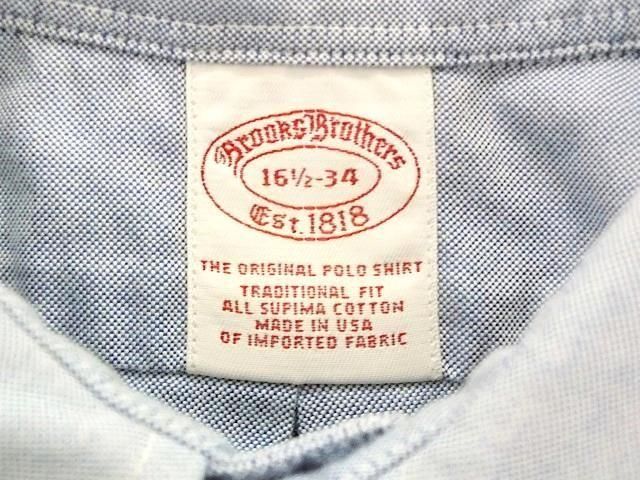 Brooks Brothers
16½-34
Est. 1818
THE ORIGINAL POLO SHIRT
TRADITIONAL FIT
ALL SUPIMA COTTON
MADE IN USA
OF IMPORTED FABRIC